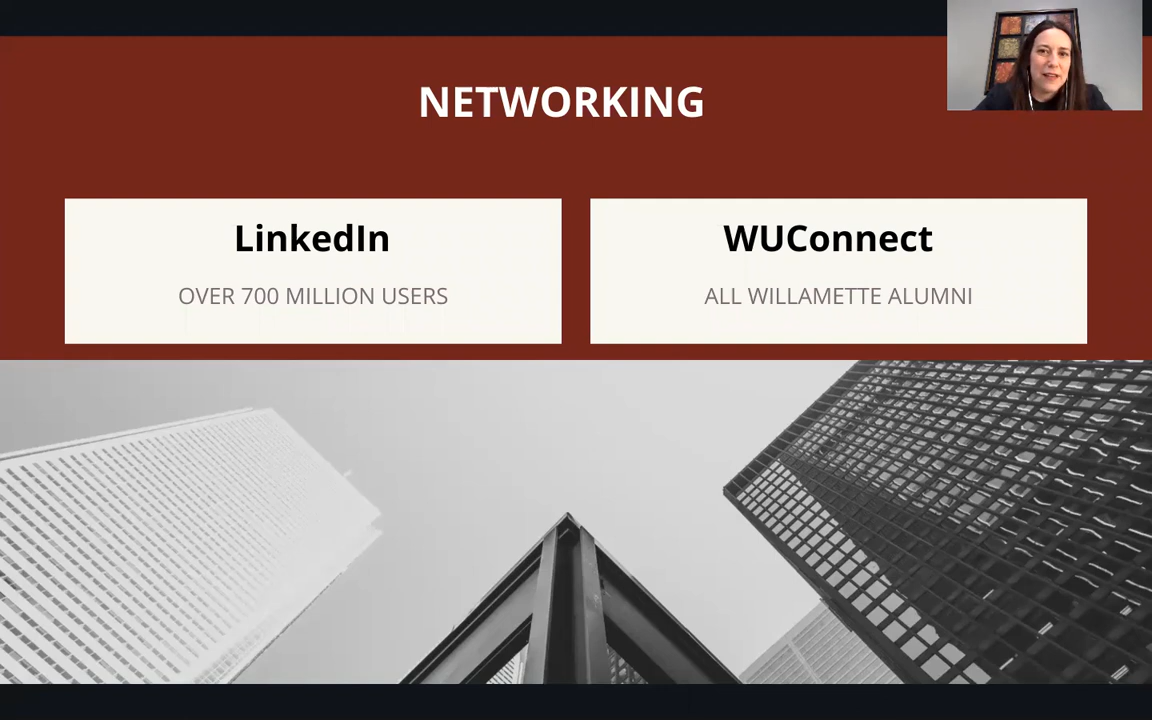 NETWORKING
LinkedIn
OVER 700 MILLION USERS
WUConnect
ALL WILLAMETTE ALUMNI